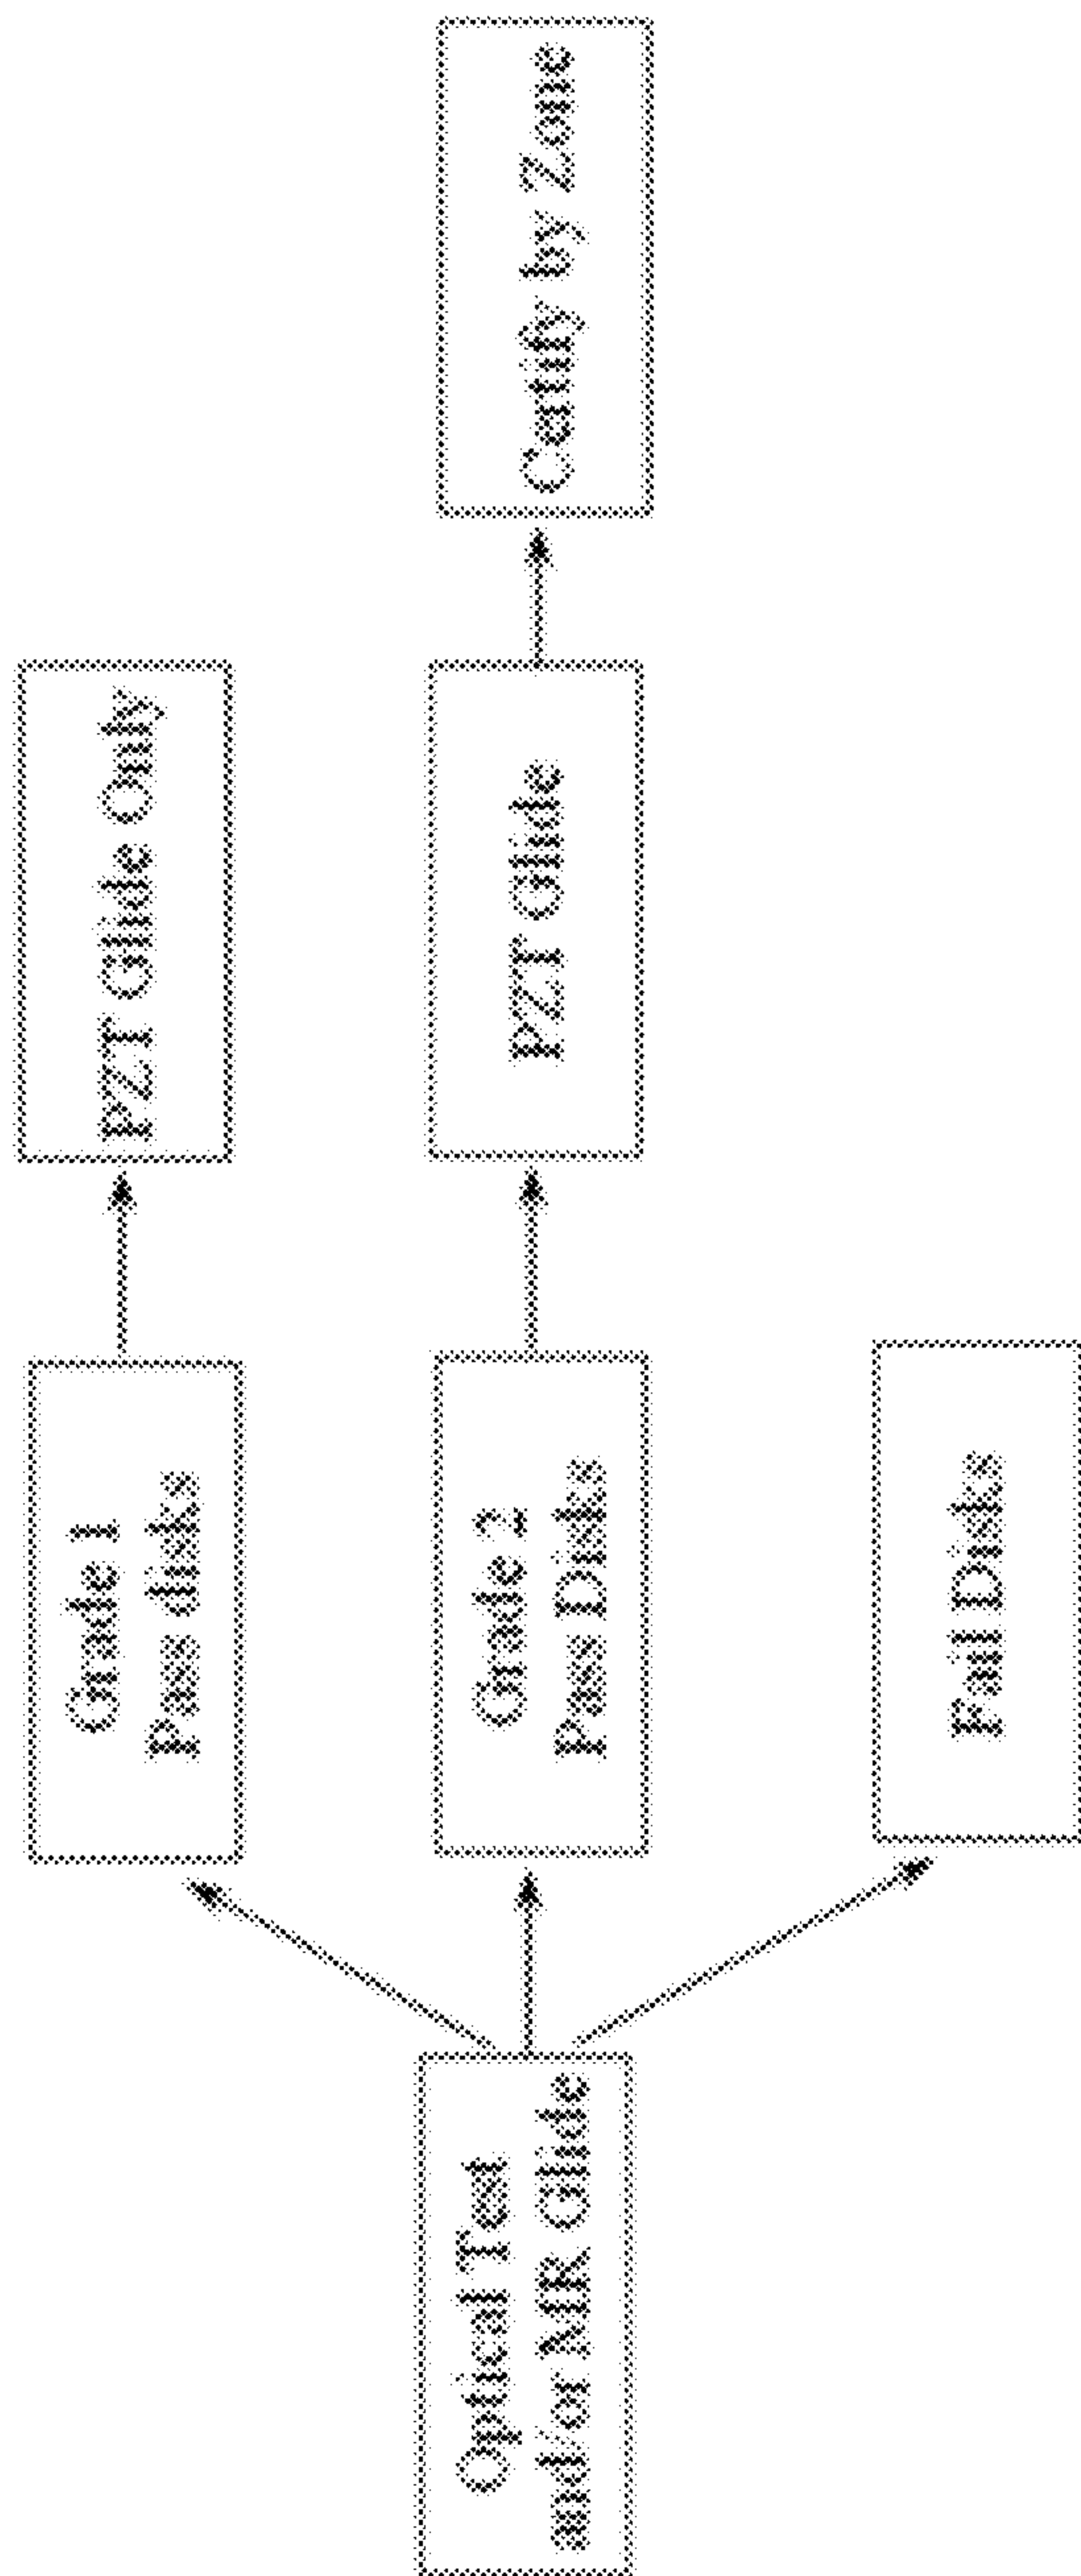 Optical Test
and/or MR Glide
Grade 1
Pass disks
PZT Glide Only
Grade 2
Pass Disks
PZT Glide
Certify by Zone
Fail Disks